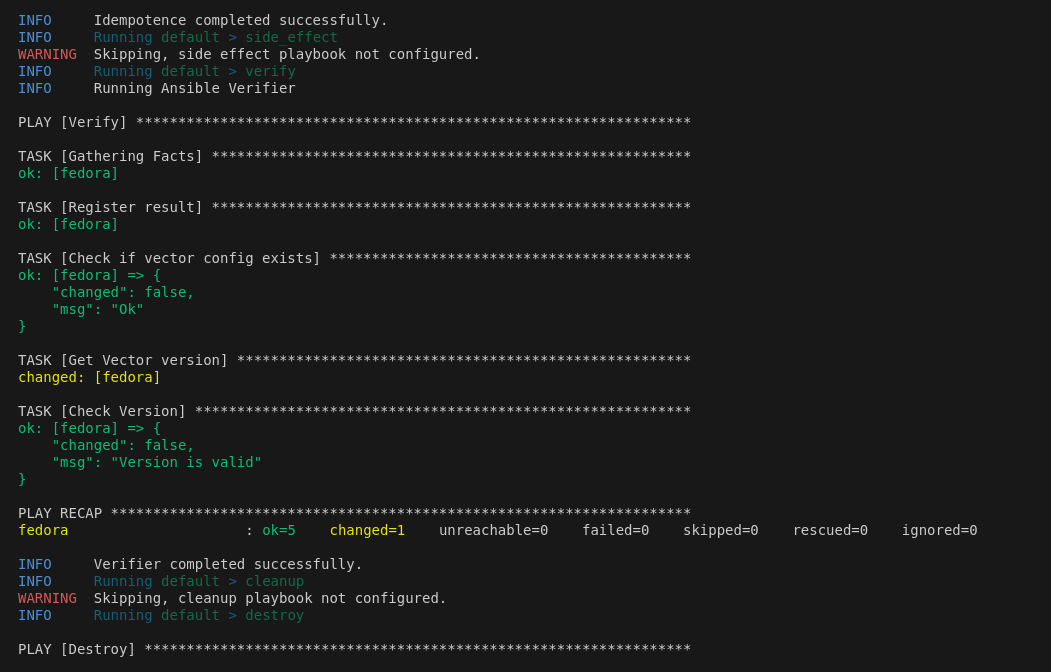 INFO     Idempotence completed successfully.
INFO     Running default > side_effect
WARNING  Skipping, side effect playbook not configured.
INFO     Running default > verify
INFO     Running Ansible Verifier
PLAY [Verify] ******************************************************************
TASK [Gathering Facts] *********************************************************
ok: [fedora]
TASK [Register result] *********************************************************
ok: [fedora]
TASK [Check if vector config exists] *******************************************
ok: [fedora] => {
    "changed": false,
    "msg": "Ok"
}
TASK [Get Vector version] ******************************************************
changed: [fedora]
TASK [Check Version] ***********************************************************
ok: [fedora] => {
    "changed": false,
    "msg": "Version is valid"
}
PLAY RECAP *********************************************************************
fedora                     : ok=5    changed=1    unreachable=0    failed=0    skipped=0    rescued=0    ignored=0
INFO     Verifier completed successfully.
INFO     Running default > cleanup
WARNING  Skipping, cleanup playbook not configured.
INFO     Running default > destroy
PLAY [Destroy] *****************************************************************